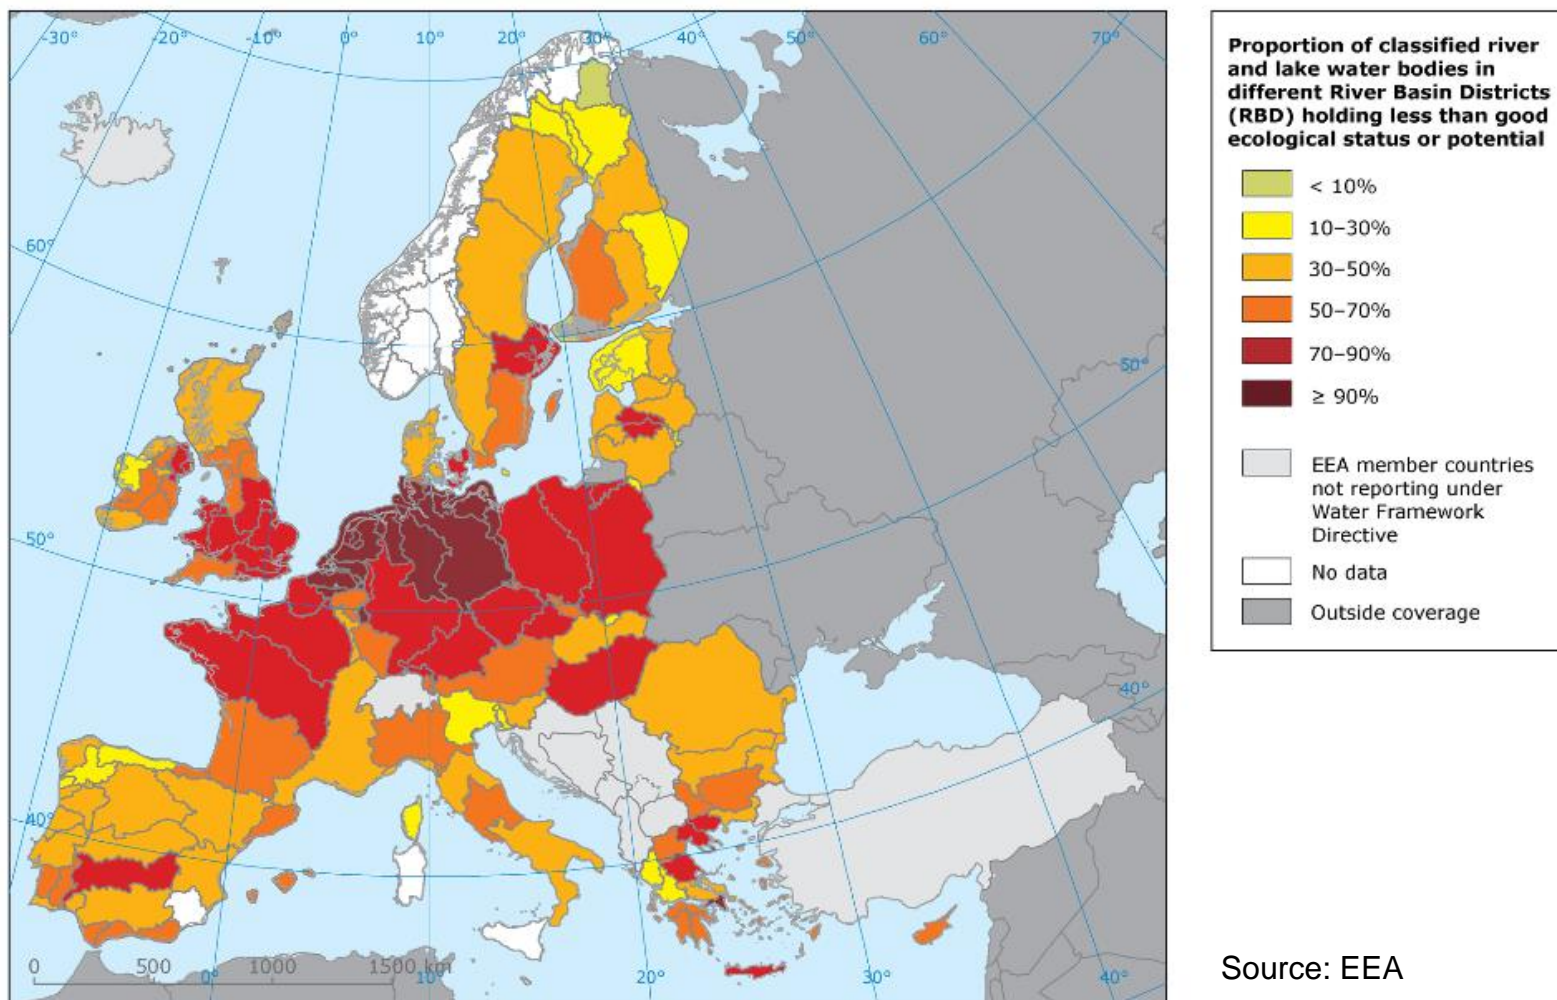 -30°
-20°
-10°
0°
10°
20°
30°
40°
50°
60°
70°
60°
50°
50°
40°
40°
0
500
1000
1500 km
0°
10°
20°
30°
40°
Proportion of classified river
and lake water bodies in
different River Basin Districts
(RBD) holding less than good
ecological status or potential
< 10%
10–30%
30–50%
50–70%
70–90%
≥ 90%
EEA member countries
not reporting under
Water Framework
Directive
No data
Outside coverage
Source: EEA